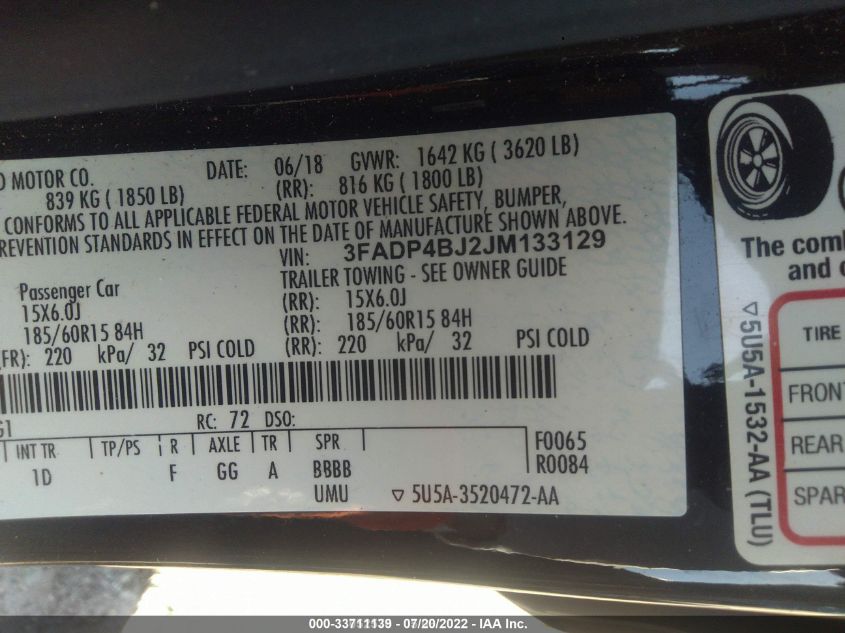 D MOTOR CO. DATE: 06/18 GVWR: 1642 KG ( 3620 LB)
839 KG ( 1850 LB) (RR): 816 KG ( 1800 LB)
CONFORMS TO ALL APPLICABLE FEDERAL MOTOR VEHICLE SAFETY, BUMPER,
REVENTION STANDARDS IN EFFECT ON THE DATE OF MANUFACTURE SHOWN ABOVE.
VIN: 3FADP4BJ2JM133129
TRAILER TOWING - SEE OWNER GUIDE
Passenger Car
15X6.0J (RR): 15X6.0J
185/60R15 84H (RR): 185/60R15 84H
(FR): 220 kPa/ 32 PSI COLD (RR): 220 kPa/ 32 PSI COLD
G1 RC: 72 DSO:
INT TR TP/PS R AXLE TR SPR F0065
1D F GG A BBBB R0084
UMU ▽ 5U5A-3520472-AA
The comb
and c
▽5U5A-1532-AA (TLU)
TIRE
FRONT
REAR
SPAR
000-33711139 - 07/20/2022 - IAA Inc.